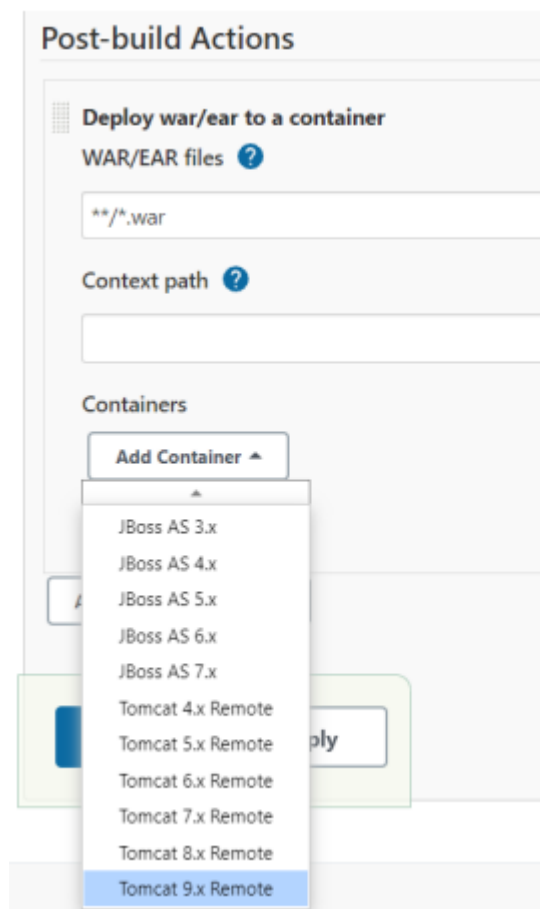 Post-build Actions
Deploy war/ear to a container
WAR/EAR files ?
**/*.war
Context path ?
Containers
Add Container
JBoss AS 3.x
JBoss AS 4.x
JBoss AS 5.x
JBoss AS 6.x
JBoss AS 7.x
Tomcat 4.x Remote
Tomcat 5.x Remote
ply
Tomcat 6.x Remote
Tomcat 7.x Remote
Tomcat 8.x Remote
Tomcat 9.x Remote